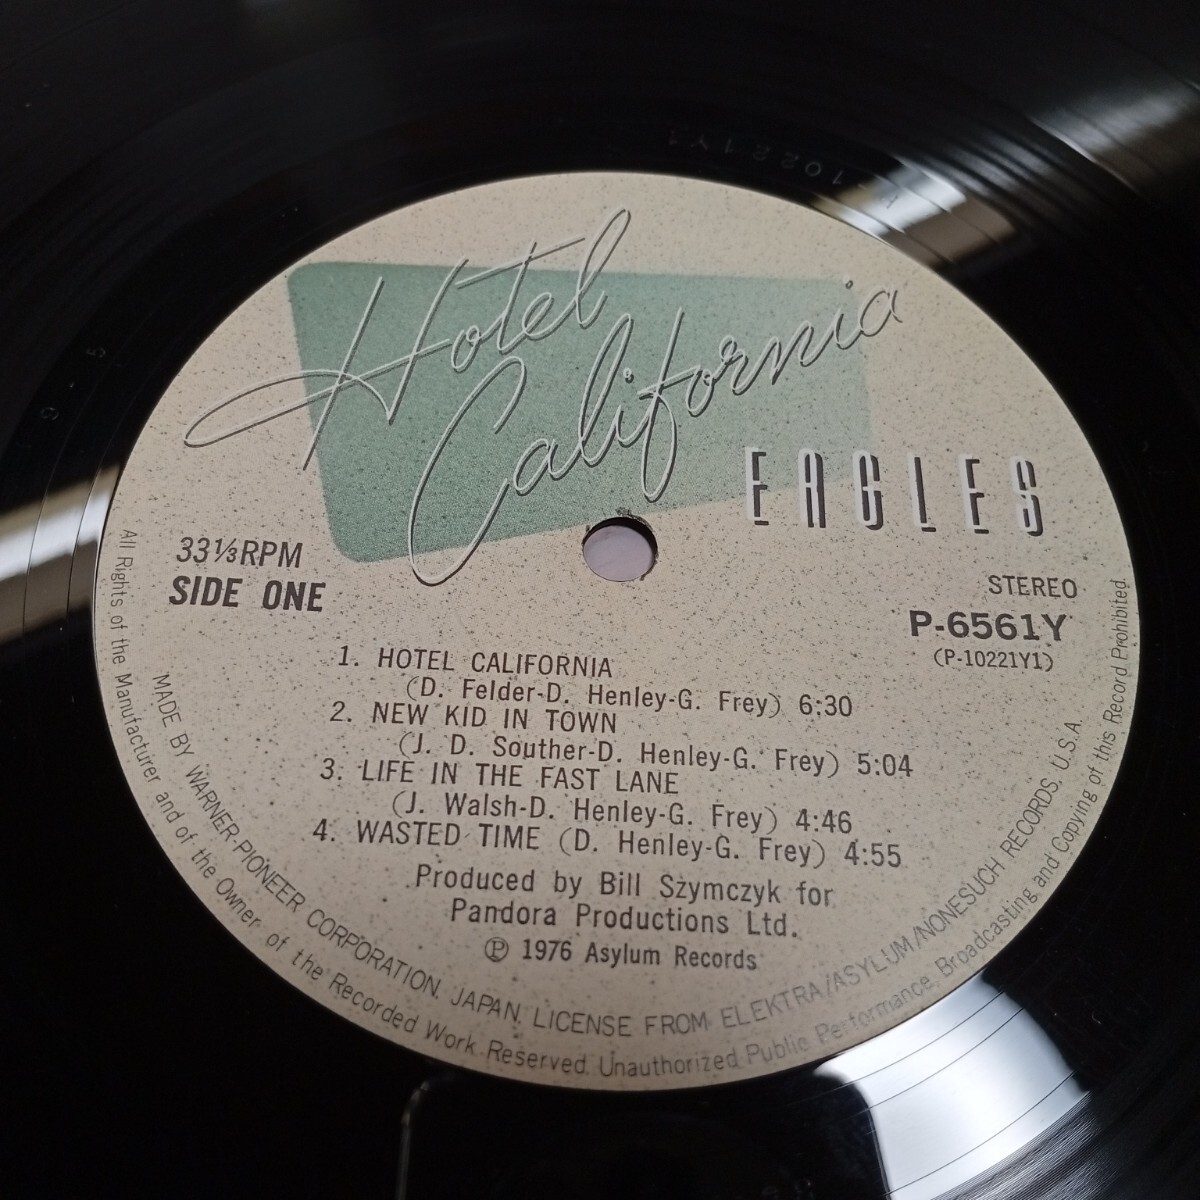 Hotel
California
EAGLES
33⅓RPM
SIDE ONE
STEREO
P-6561Y
(P-10221Y1)
1. HOTEL CALIFORNIA
(D. Felder-D. Henley-G. Frey) 6:30
2. NEW KID IN TOWN
(J. D. Souther-D. Henley-G. Frey) 5:04
3. LIFE IN THE FAST LANE
(J. Walsh-D. Henley-G. Frey) 4:46
4. WASTED TIME (D. Henley-G. Frey) 4:55
Produced by Bill Szymczyk for
Pandora Productions Ltd.
℗ 1976 Asylum Records
MADE BY WARNER-PIONEER CORPORATION, JAPAN, LICENSE FROM ELEKTRA/ASYLUM/NONESUCH RECORDS, U.S.A.
All Rights of the Manufacturer and of the Owner of the Recorded Work Reserved. Unauthorized Public Performance, Broadcasting and Copying of this Record Prohibited.
10221Y1